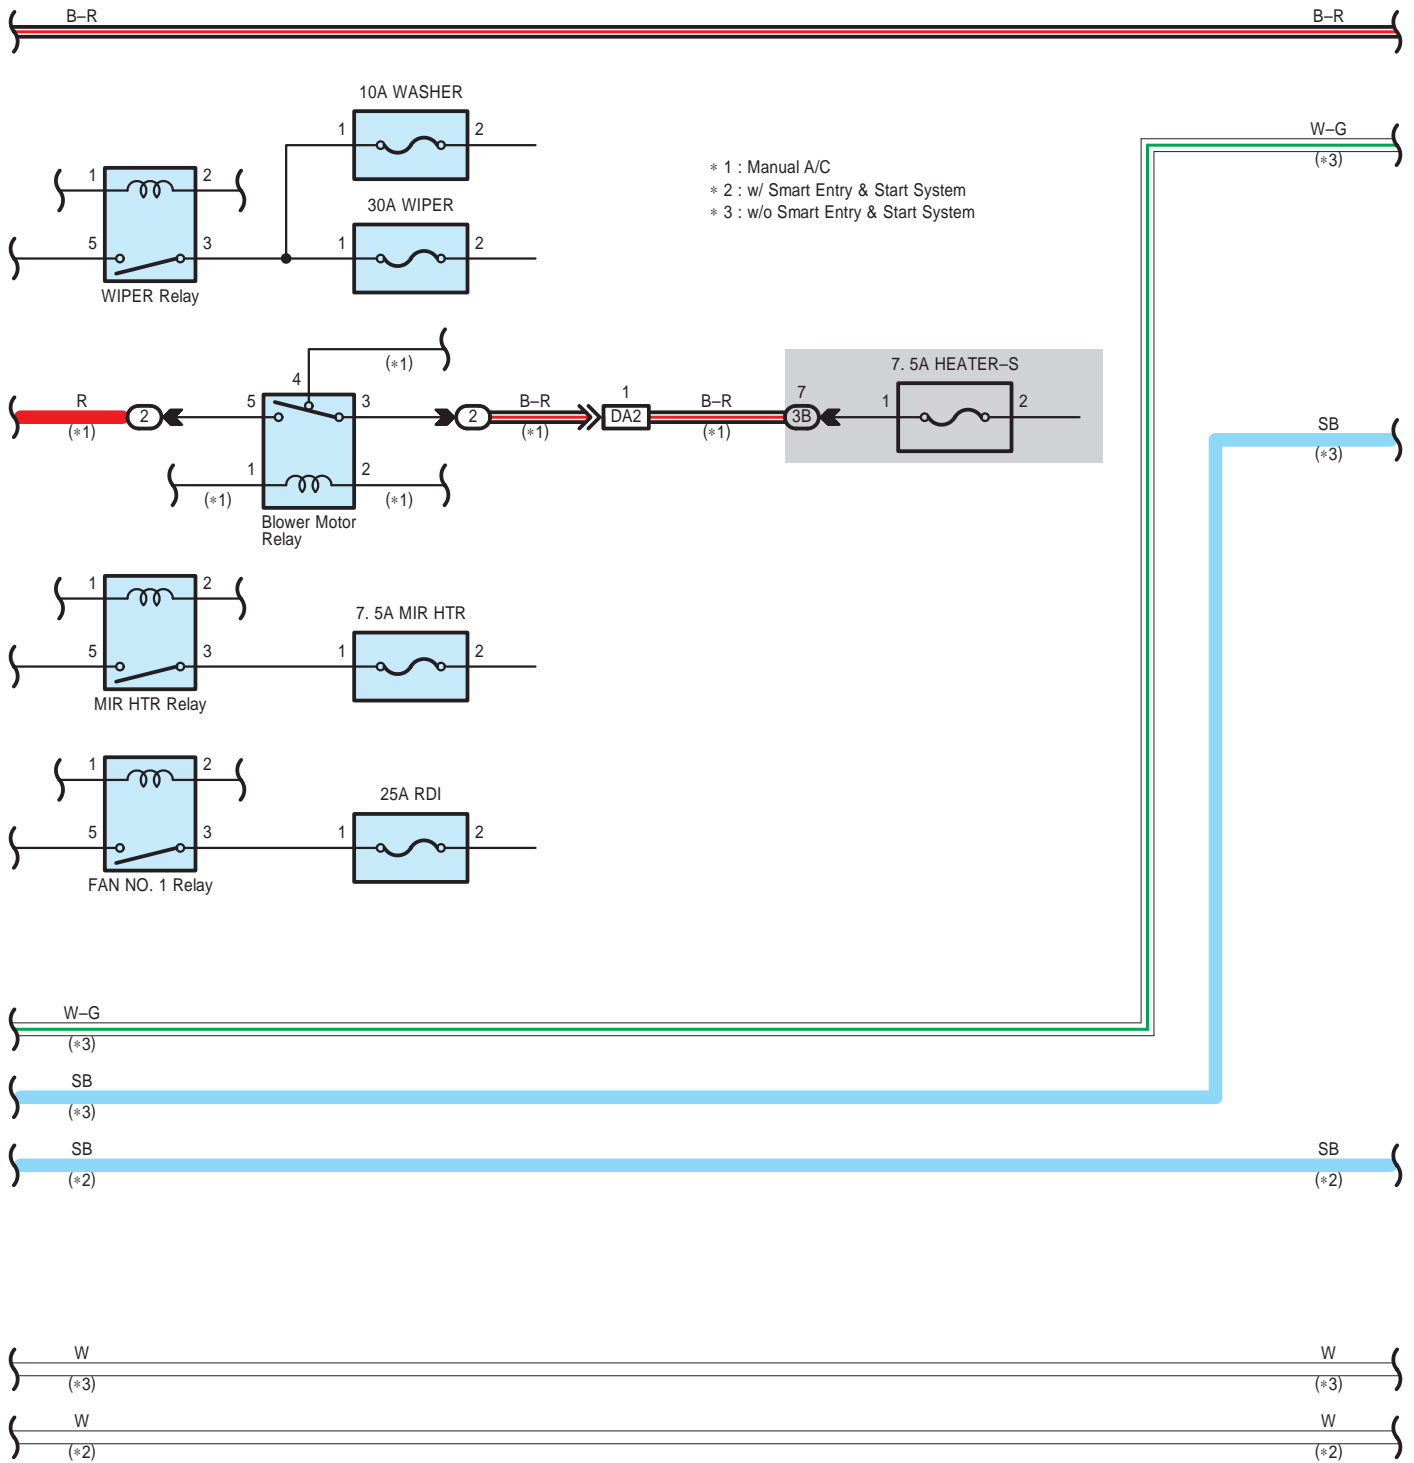 B–R B–R
10A WASHER
1 2
W–G
(∗3)
∗ 1 : Manual A/C
∗ 2 : w/ Smart Entry & Start System
∗ 3 : w/o Smart Entry & Start System
1 2
30A WIPER
5 3 1 2
WIPER Relay
(∗1)
4
7. 5A HEATER–S
R
(∗1)
2
5 3
2
B–R
(∗1)
1
DA2
B–R
(∗1)
7
3B
1 2
SB
(∗3)
1 2
(∗1) (∗1)
Blower Motor
Relay
1 2
7. 5A MIR HTR
5 3 1 2
MIR HTR Relay
1 2
25A RDI
5 3 1 2
FAN NO. 1 Relay
W–G
(∗3)
SB
(∗3)
SB SB
(∗2) (∗2)
W W
(∗3) (∗3)
W W
(∗2) (∗2)